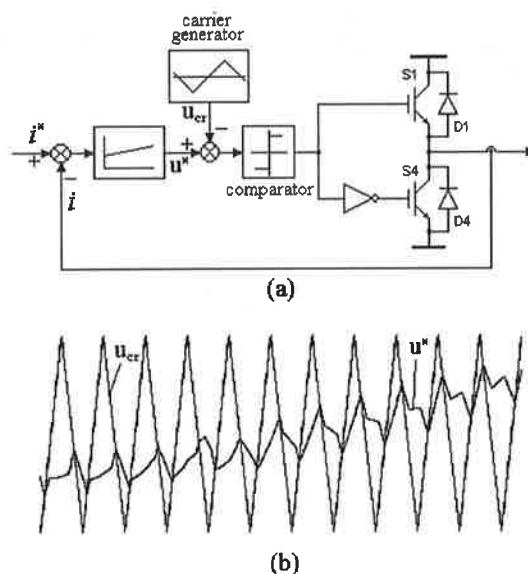 carrier
generator
S1
u_cr
−
D1
i*
+
u*
+
−
i
comparator
S4
D4
(a)
u_cr
u*
(b)